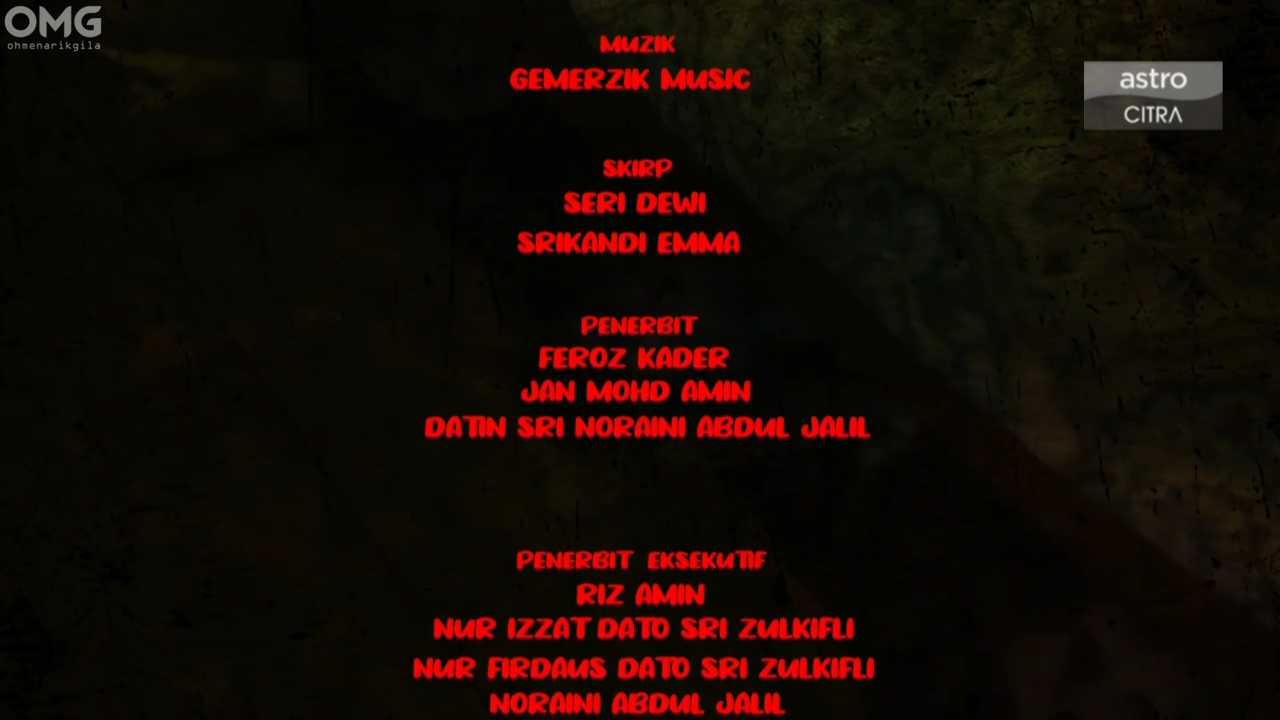 OMG
ohmenarikgila
astro
CITRA
MUZIK
GEMERZIK MUSIC
SKIRP
SERI DEWI
SRIKANDI EMMA
PENERBIT
FEROZ KADER
JAN MOHD AMIN
DATIN SRI NORAINI ABDUL JALIL
PENERBIT EKSEKUTIF
RIZ AMIN
NUR IZZAT DATO SRI ZULKIFLI
NUR FIRDAUS DATO SRI ZULKIFLI
NORAINI ABDUL JALIL